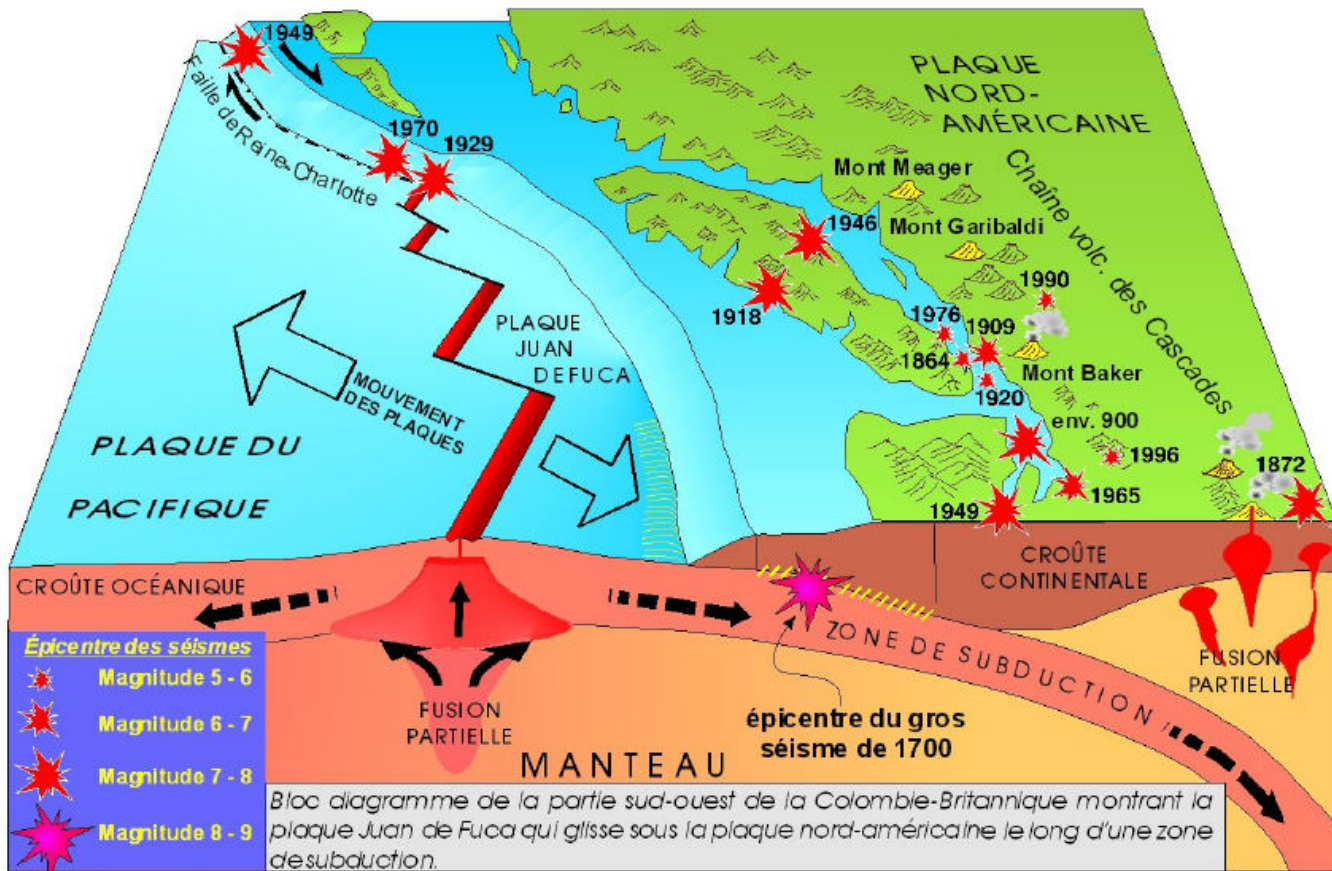 1949
Faille de Reine-Charlotte
1970
1929
PLAQUE
NORD-
AMÉRICAINE
Mont Meager
Chaîne volc. des Cascades
1946
Mont Garibaldi
1990
1918
1976
1909
1864
Mont Baker
1920
env. 900
1996
1872
1965
1949
PLAQUE
JUAN
DE FUCA
MOUVEMENT
DES PLAQUES
PLAQUE DU
PACIFIQUE
CROÛTE OCÉANIQUE
CROÛTE
CONTINENTALE
ZONE DE SUBDUCTION
FUSION
PARTIELLE
FUSION
PARTIELLE
épicentre du gros
séisme de 1700
MANTEAU
Épicentre des séismes
Magnitude 5 - 6
Magnitude 6 - 7
Magnitude 7 - 8
Magnitude 8 - 9
Bloc diagramme de la partie sud-ouest de la Colombie-Britannique montrant la
plaque Juan de Fuca qui glisse sous la plaque nord-américaine le long d'une zone
de subduction.